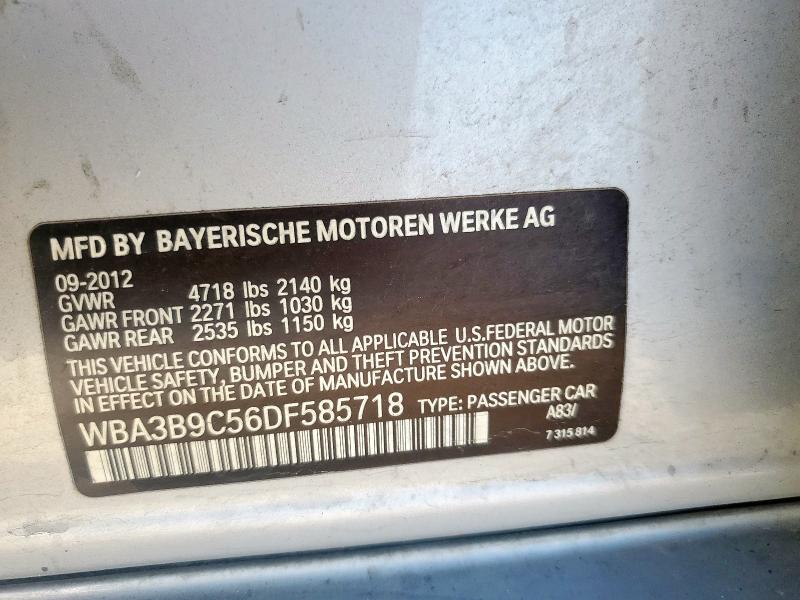 MFD BY BAYERISCHE MOTOREN WERKE AG
09-2012
GVWR 4718 lbs 2140 kg
GAWR FRONT 2271 lbs 1030 kg
GAWR REAR 2535 lbs 1150 kg
THIS VEHICLE CONFORMS TO ALL APPLICABLE U.S.FEDERAL MOTOR
VEHICLE SAFETY, BUMPER AND THEFT PREVENTION STANDARDS
IN EFFECT ON THE DATE OF MANUFACTURE SHOWN ABOVE.
WBA3B9C56DF585718 TYPE: PASSENGER CAR
A83/
7 315 814